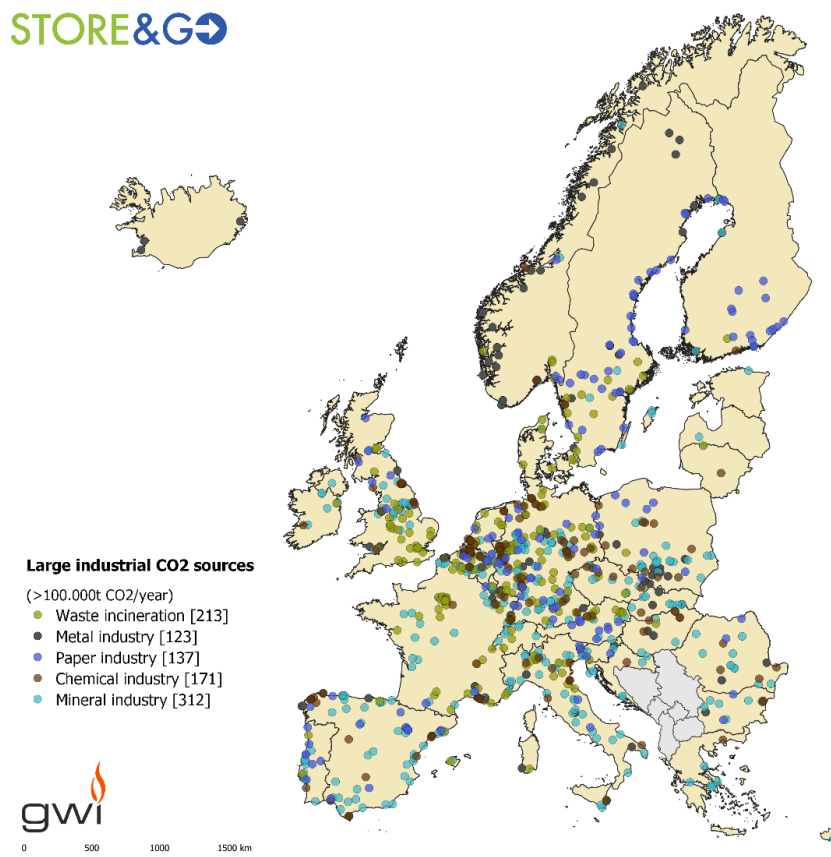 STORE&GO
Large industrial CO2 sources
(>100.000t CO2/year)
Waste incineration [213]
Metal industry [123]
Paper industry [137]
Chemical industry [171]
Mineral industry [312]
gwi
0 500 1000 1500 km